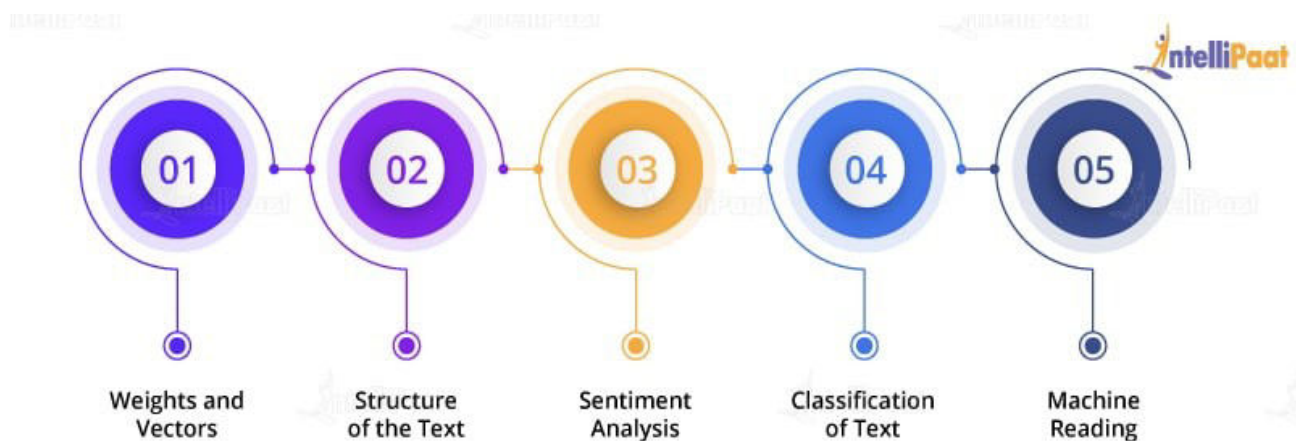 IntelliPaat
01
02
03
04
05
Weights and
Vectors
Structure
of the Text
Sentiment
Analysis
Classification
of Text
Machine
Reading